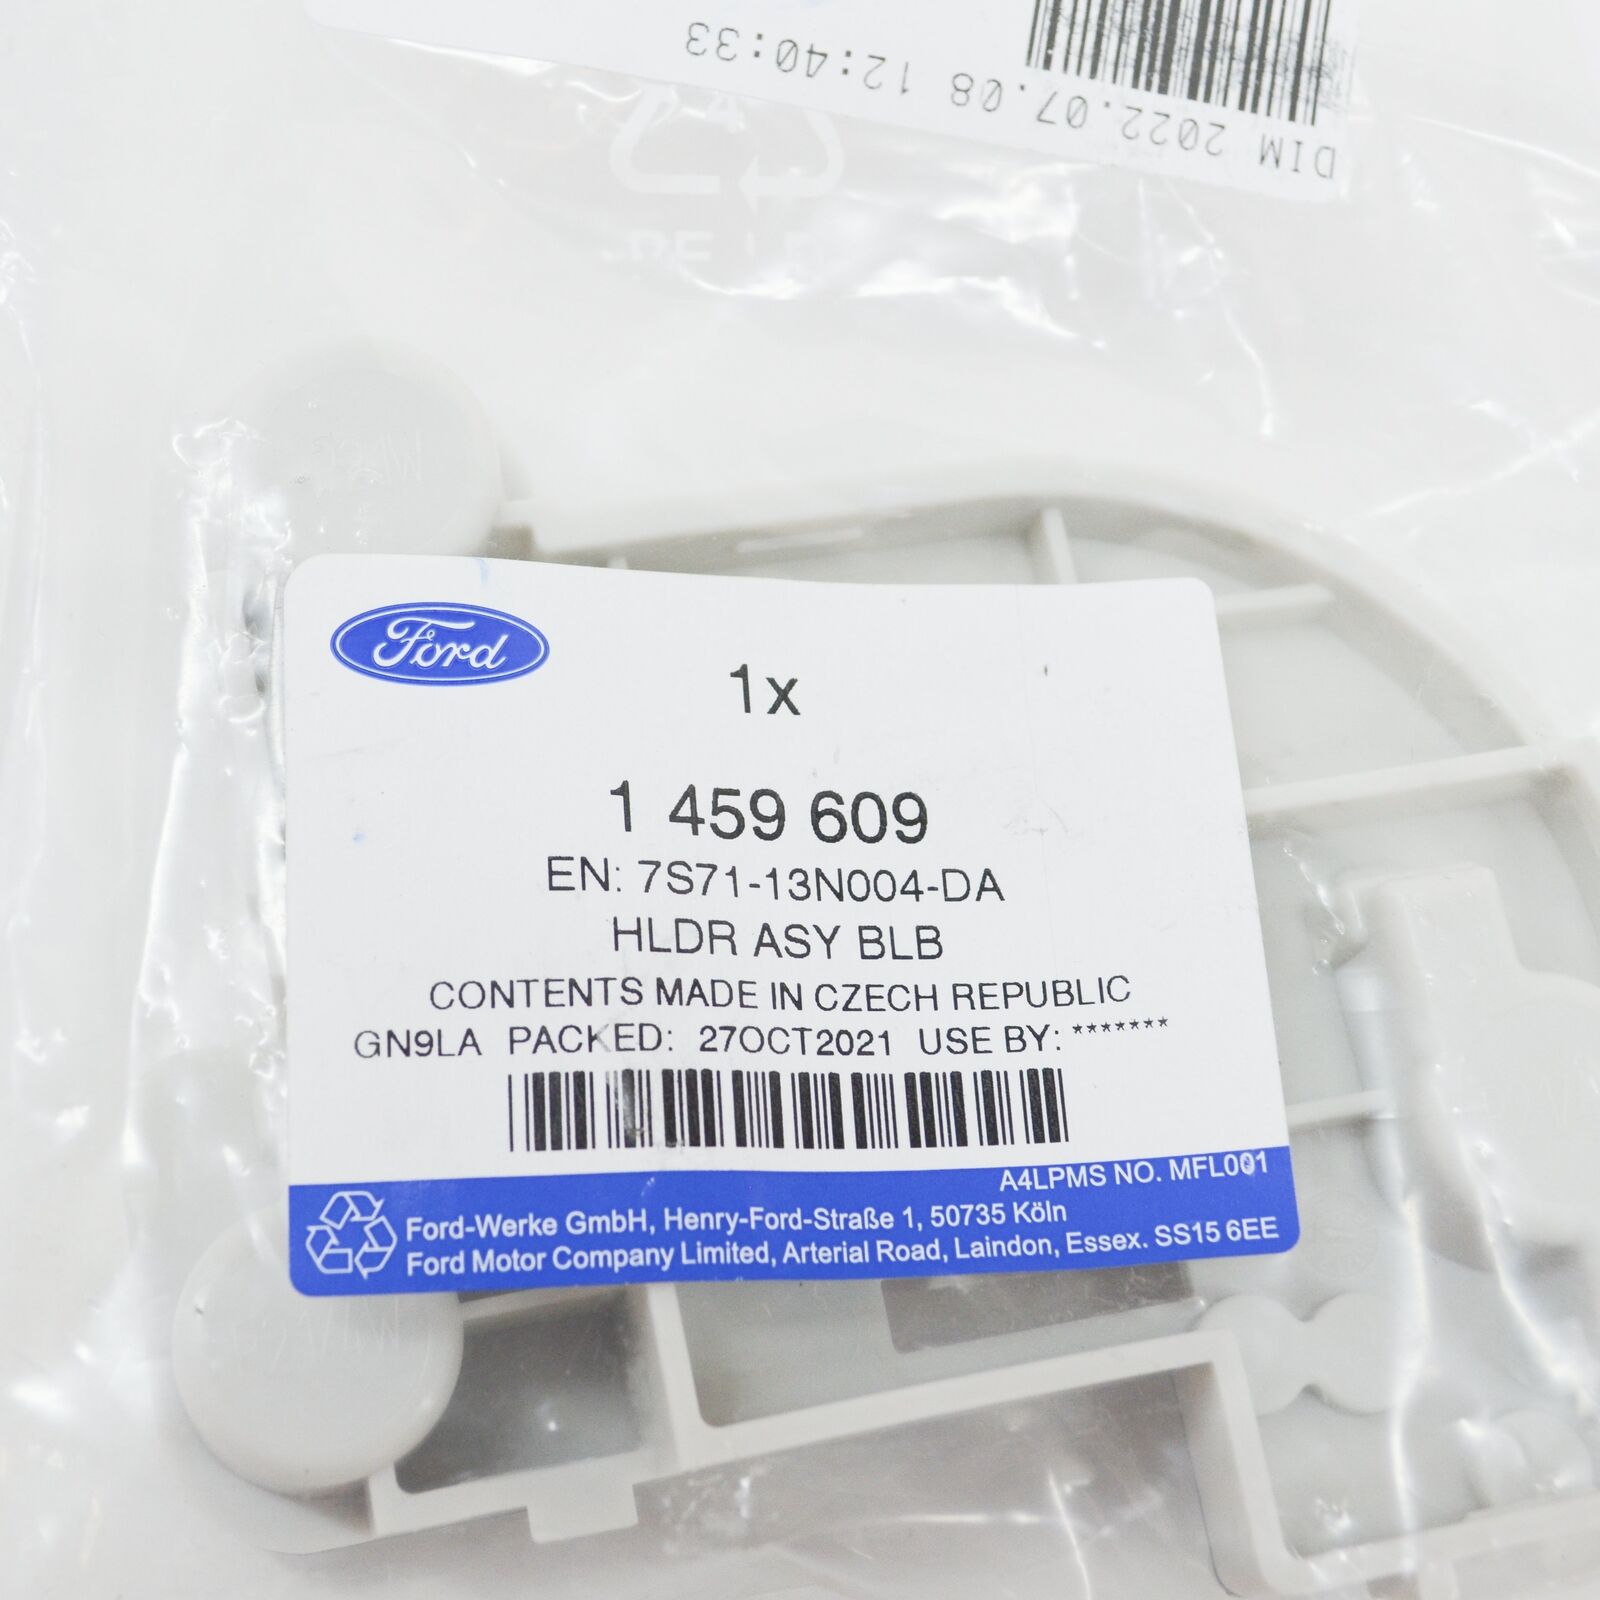 DIM 2022.07.08 12:40:33
Ford
1x
1 459 609
EN: 7S71-13N004-DA
HLDR ASY BLB
CONTENTS MADE IN CZECH REPUBLIC
GN9LA PACKED: 27OCT2021 USE BY: *******
A4LPMS NO. MFL001
Ford-Werke GmbH, Henry-Ford-Straße 1, 50735 Köln
Ford Motor Company Limited, Arterial Road, Laindon, Essex. SS15 6EE